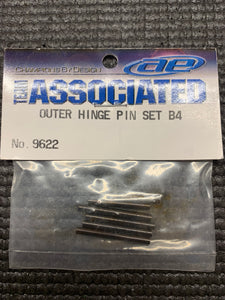 CHAMPIONS BY DESIGN
TEAM ASSOCIATED
ae
OUTER HINGE PIN SET B4
No. 9622